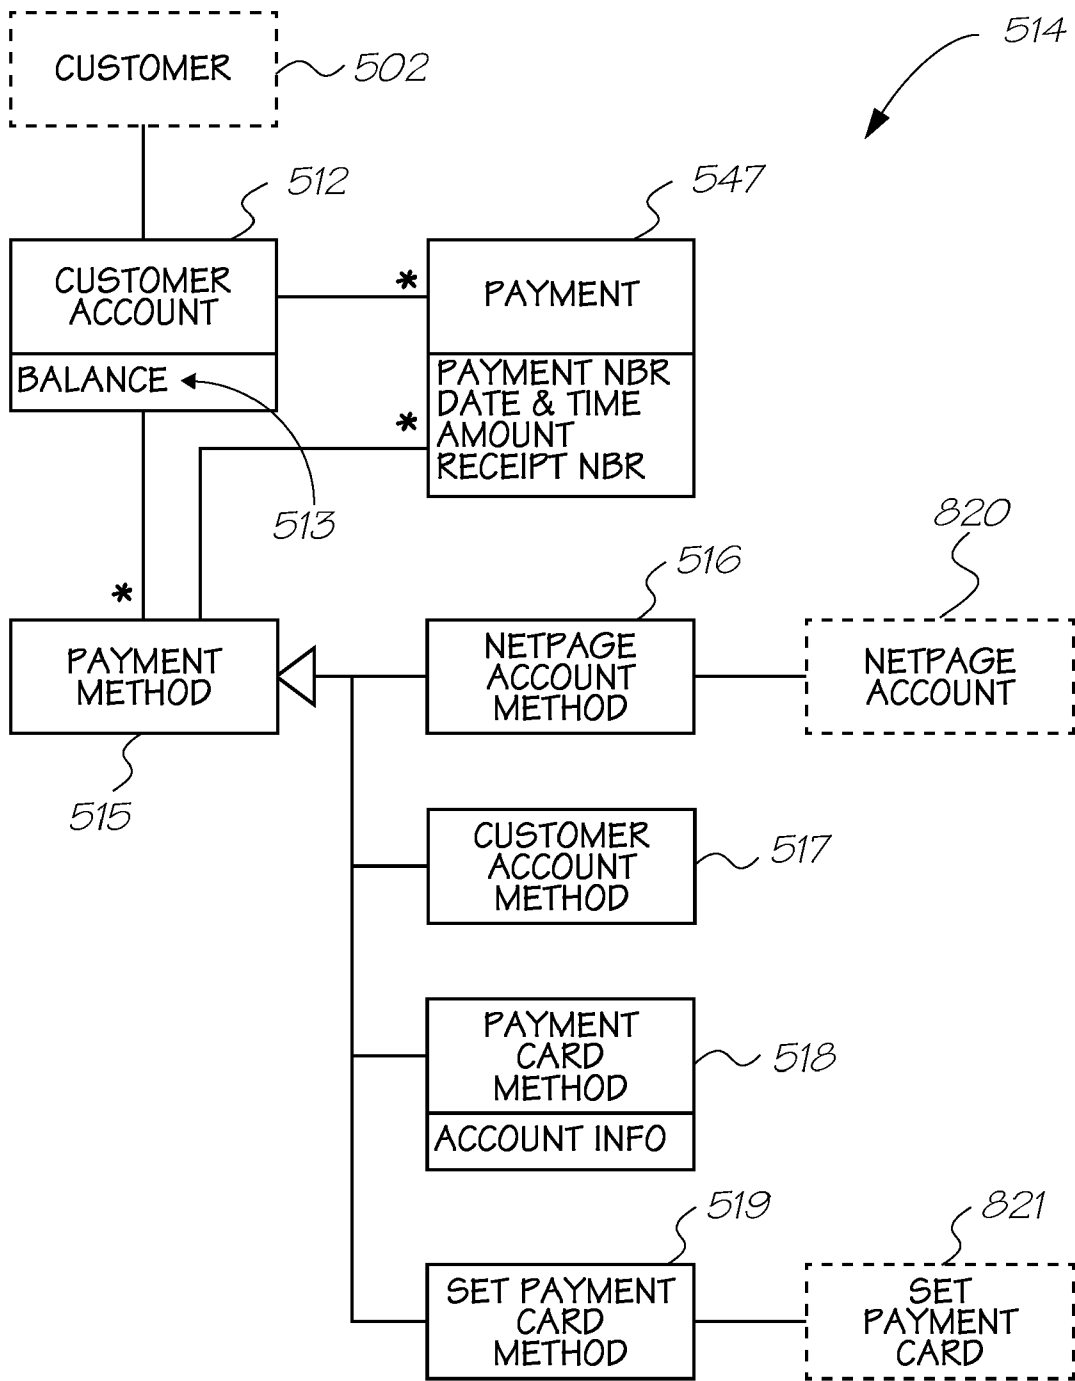 514
CUSTOMER
502
512
547
CUSTOMER
ACCOUNT
*
PAYMENT
BALANCE
PAYMENT NBR
DATE & TIME
AMOUNT
RECEIPT NBR
*
513
820
516
*
PAYMENT
METHOD
NETPAGE
ACCOUNT
METHOD
NETPAGE
ACCOUNT
515
CUSTOMER
ACCOUNT
METHOD
517
PAYMENT
CARD
METHOD
518
ACCOUNT INFO
519
821
SET PAYMENT
CARD
METHOD
SET
PAYMENT
CARD